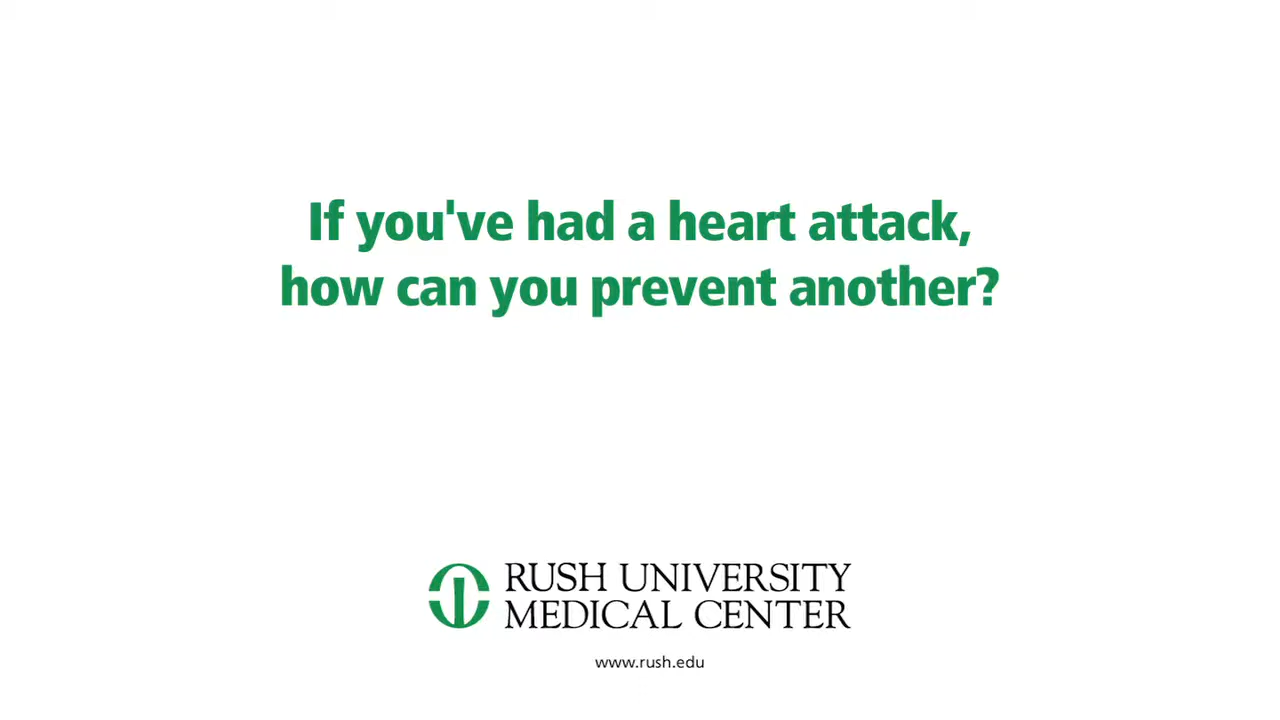 If you've had a heart attack,
how can you prevent another?
RUSH UNIVERSITY
MEDICAL CENTER
www.rush.edu